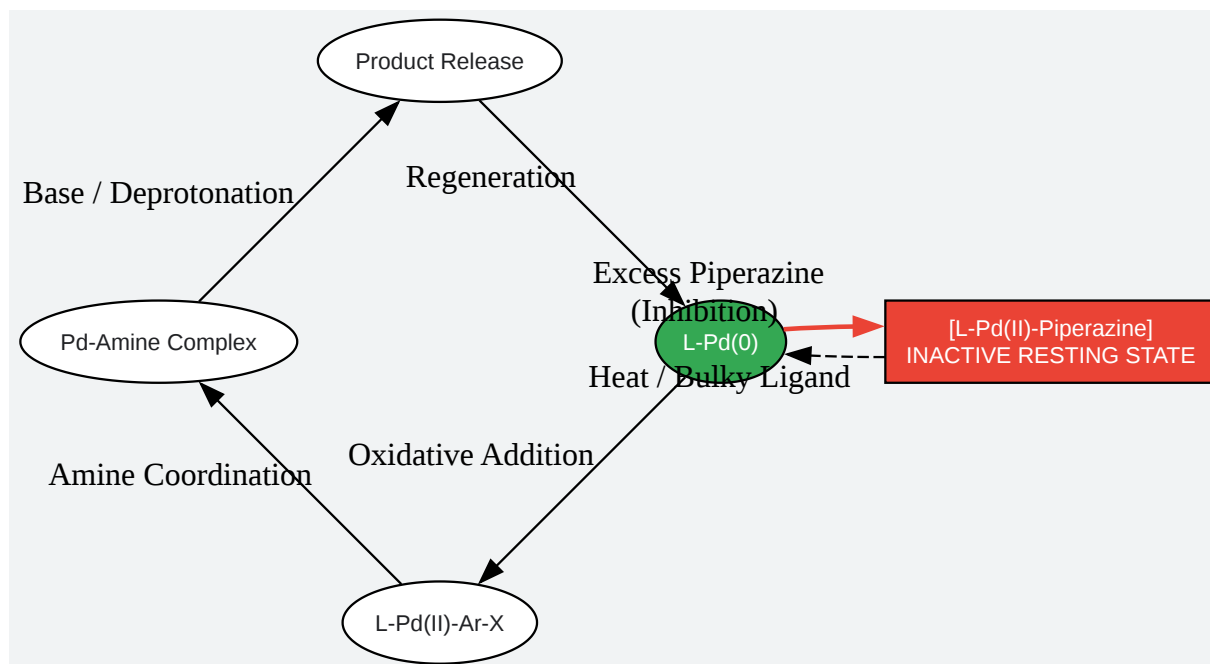 Product Release
Regeneration
Base / Deprotonation
Excess Piperazine
(Inhibition)
L-Pd(0)
[L-Pd(II)-Piperazine]
INACTIVE RESTING STATE
Pd-Amine Complex
Heat / Bulky Ligand
Oxidative Addition
Amine Coordination
L-Pd(II)-Ar-X